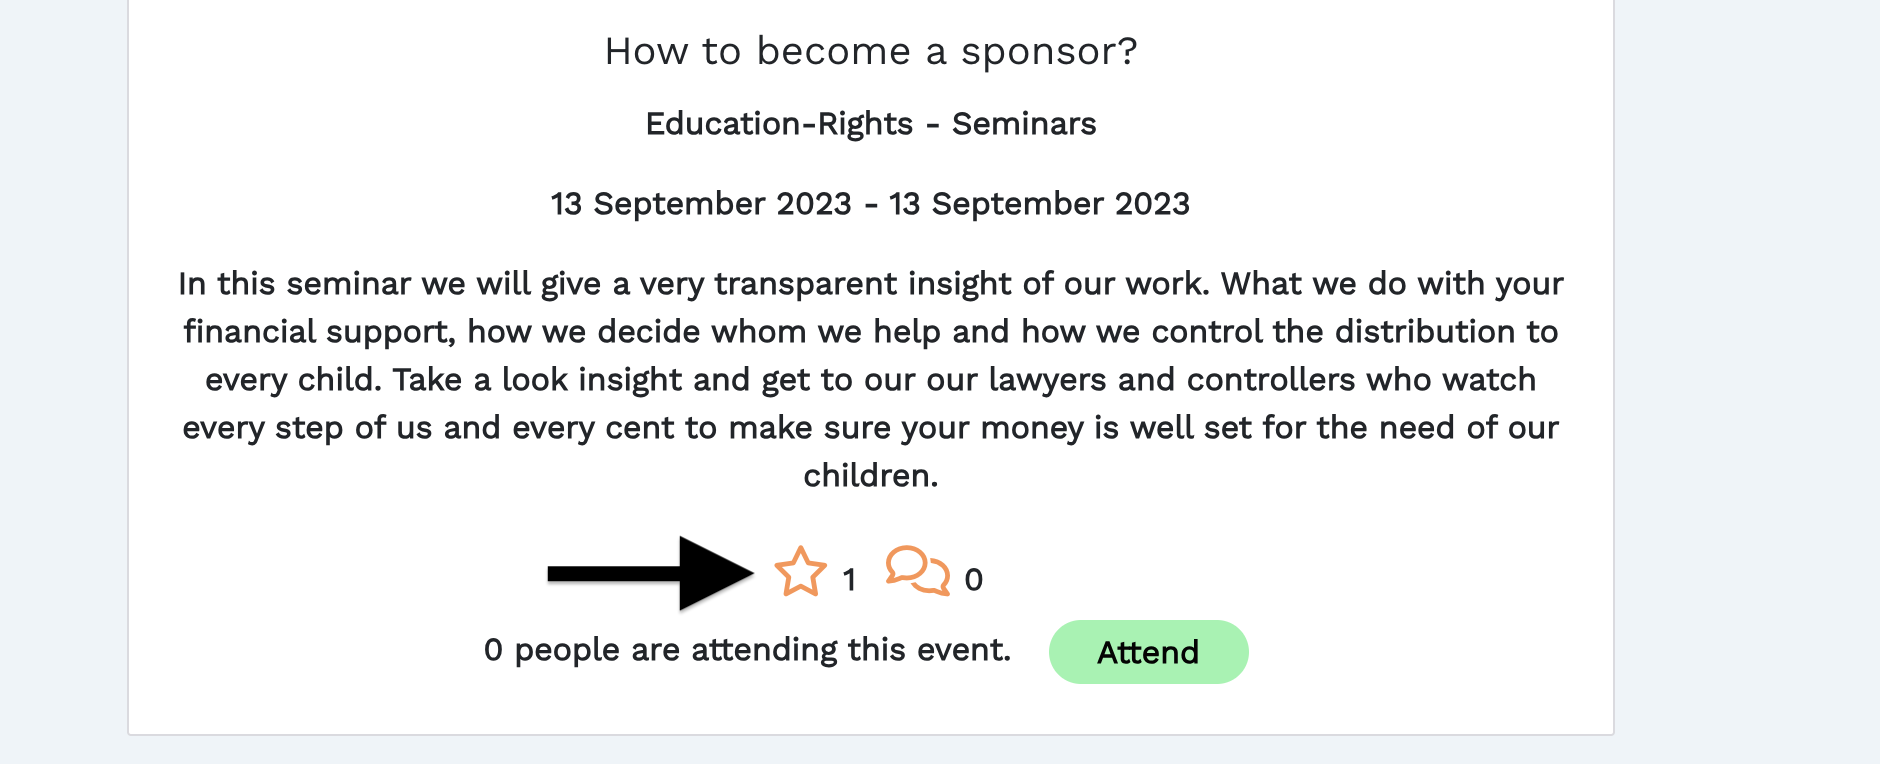 How to become a sponsor?
Education-Rights - Seminars
13 September 2023 - 13 September 2023
In this seminar we will give a very transparent insight of our work. What we do with your
financial support, how we decide whom we help and how we control the distribution to
every child. Take a look insight and get to our our lawyers and controllers who watch
every step of us and every cent to make sure your money is well set for the need of our
children.
1 0
0 people are attending this event. Attend